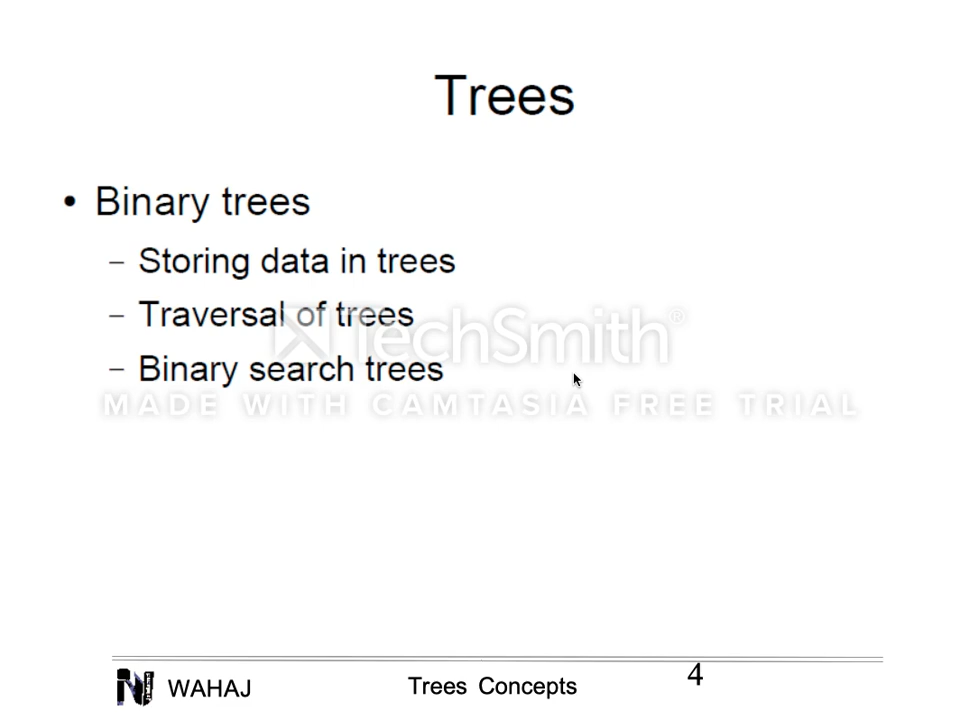 Trees
• Binary trees
– Storing data in trees
– Traversal of trees
– Binary search trees
TechSmith®
MADE WITH CAMTASIA FREE TRIAL
WAHAJ
Trees Concepts
4